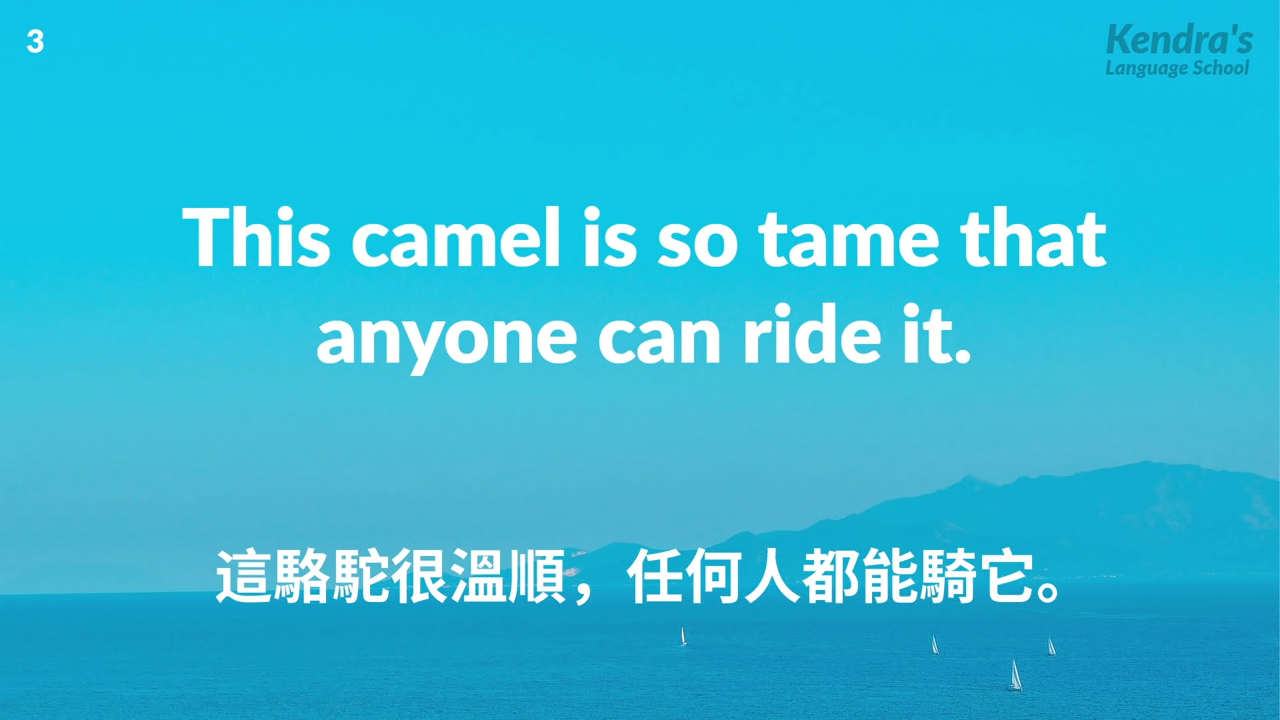 3
Kendra's
Language School
This camel is so tame that
anyone can ride it.
這駱駝很溫順，任何人都能騎它。